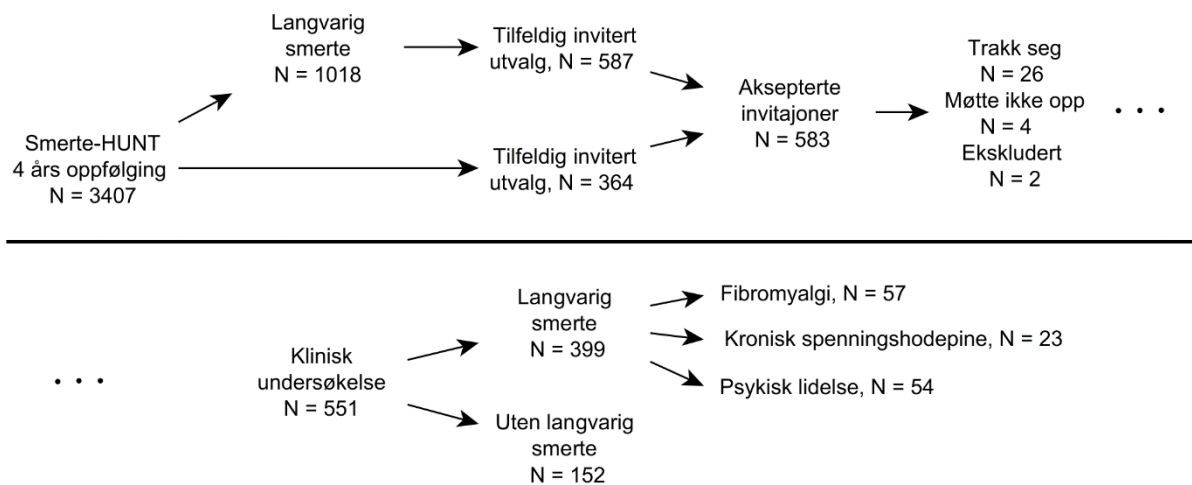 Smerte-HUNT
4 års oppfølging
N = 3407
Langvarig
smerte
N = 1018
Tilfeldig invitert
utvalg, N = 587
Tilfeldig invitert
utvalg, N = 364
Aksepterte
invitajoner
N = 583
Trakk seg
N = 26
Møtte ikke opp
N = 4
Ekskludert
N = 2
. . .
. . .
Klinisk
undersøkelse
N = 551
Langvarig
smerte
N = 399
Uten langvarig
smerte
N = 152
Fibromyalgi, N = 57
Kronisk spenningshodepine, N = 23
Psykisk lidelse, N = 54